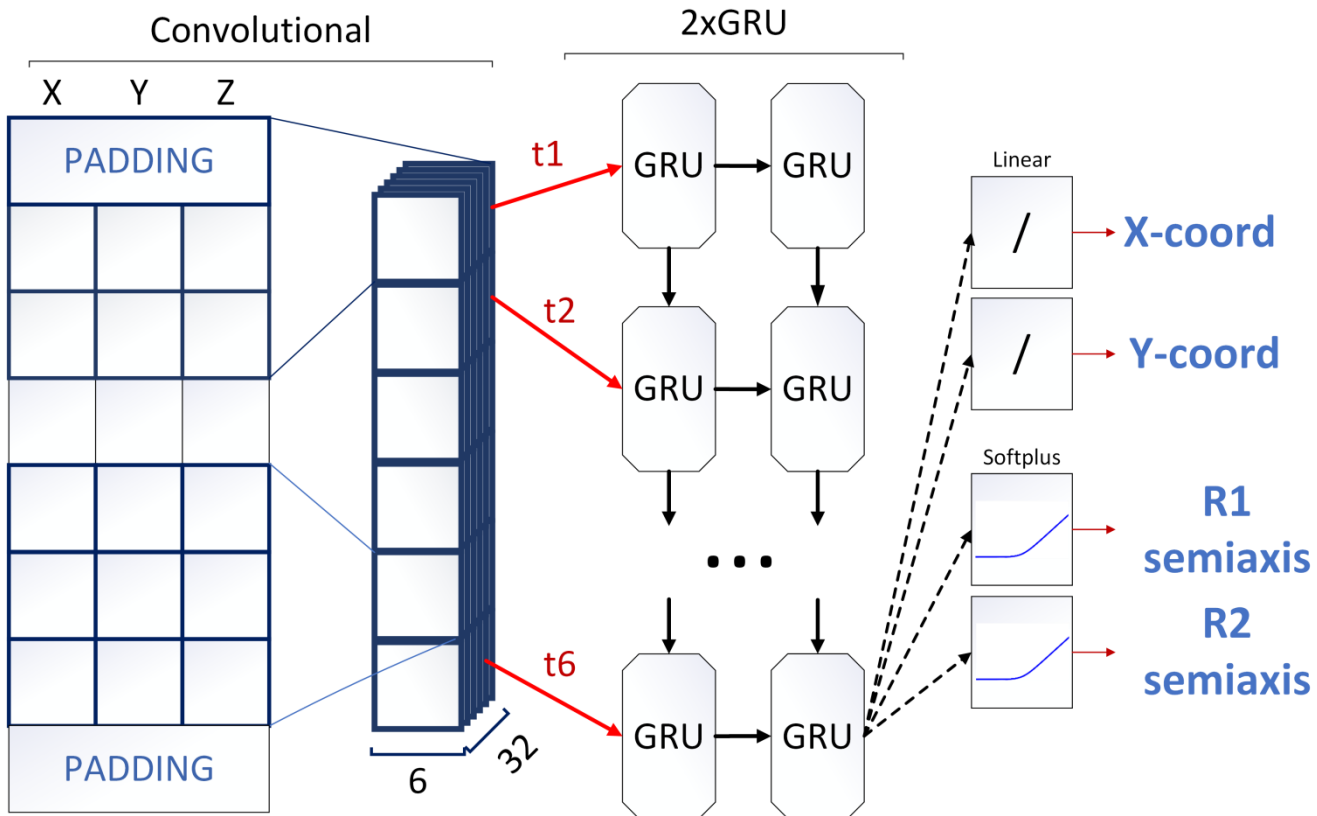 Convolutional
2xGRU
X Y Z
PADDING
t1
GRU
GRU
Linear
/
X-coord
t2
GRU
GRU
/
Y-coord
Softplus
R1
semiaxis
...
R2
semiaxis
t6
GRU
GRU
PADDING
6
32